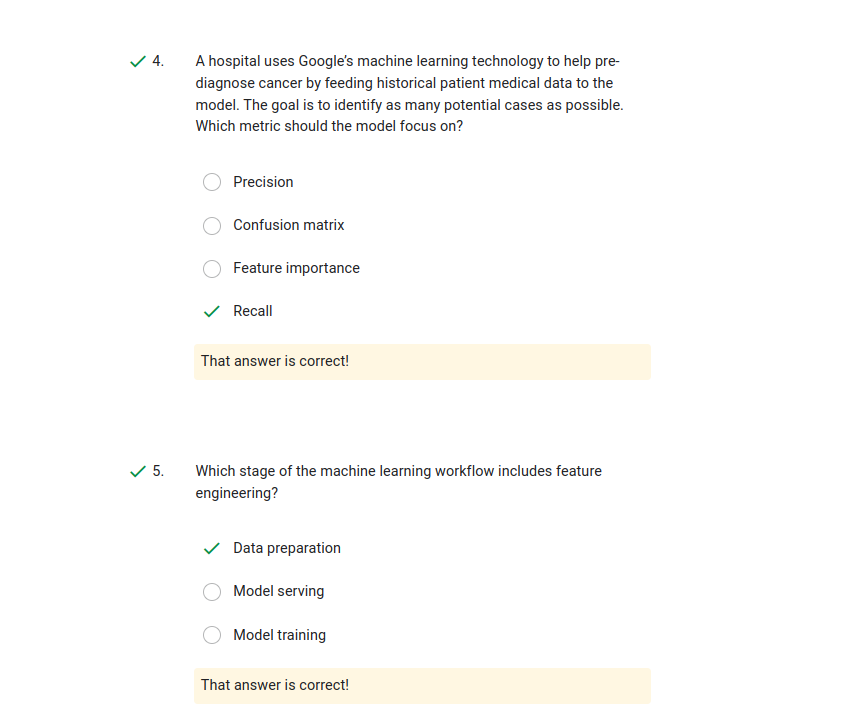 4.
A hospital uses Google’s machine learning technology to help pre-
diagnose cancer by feeding historical patient medical data to the
model. The goal is to identify as many potential cases as possible.
Which metric should the model focus on?
Precision
Confusion matrix
Feature importance
Recall
That answer is correct!
5.
Which stage of the machine learning workflow includes feature
engineering?
Data preparation
Model serving
Model training
That answer is correct!